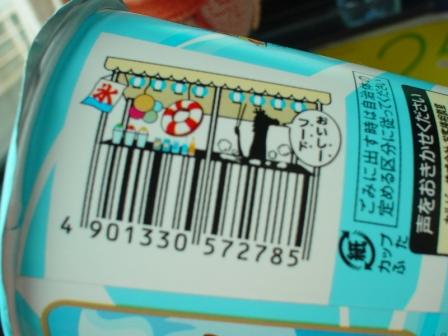 氷
おいしー
フード
4 901330 572785
ごみに出す時は自治体の
定める区分に従ってください
紙
カップ
ふた
声をおきかせください